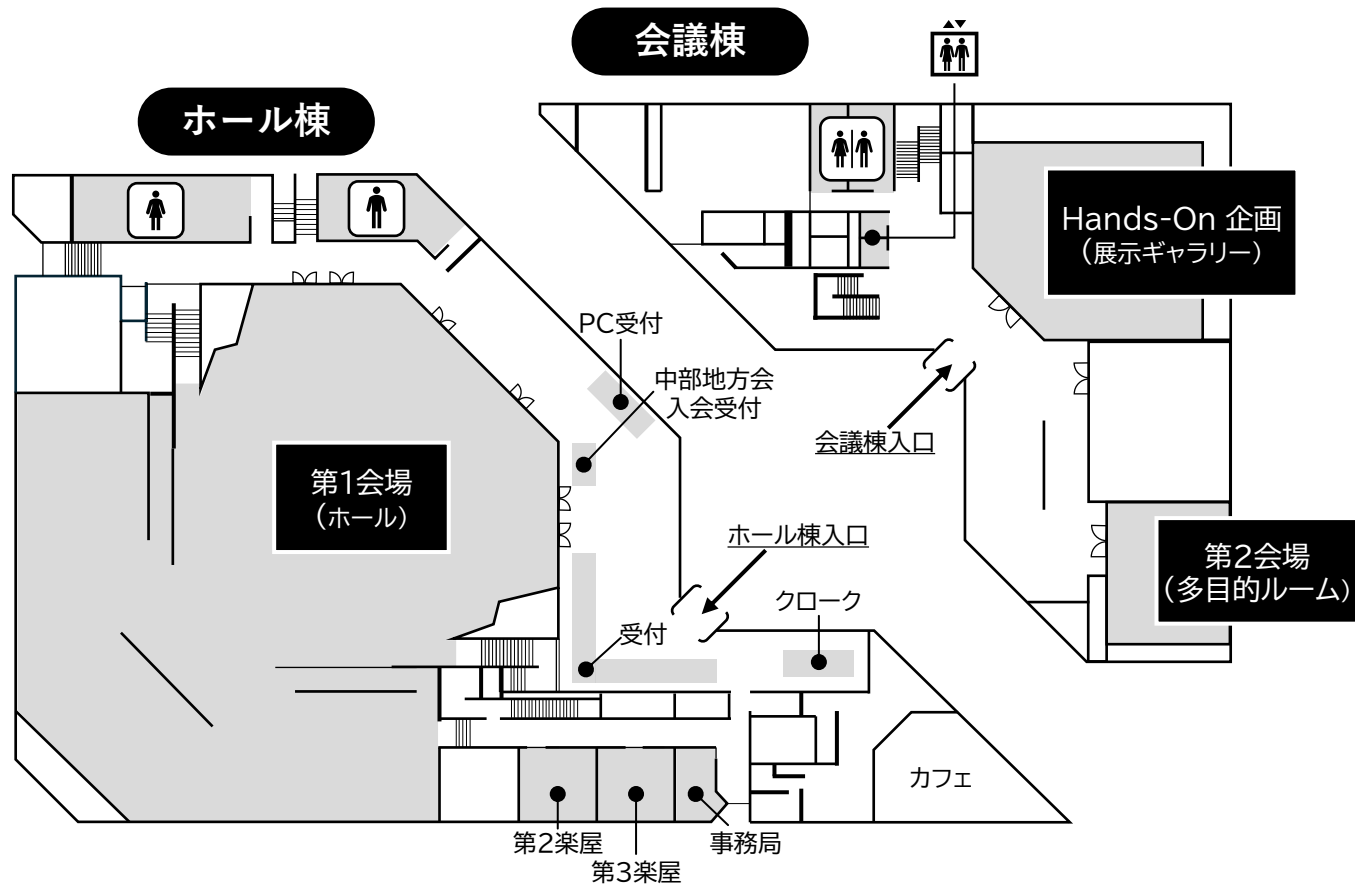 会議棟
ホール棟
Hands-On 企画
（展示ギャラリー）
PC受付
中部地方会
入会受付
会議棟入口
第1会場
（ホール）
ホール棟入口
第2会場
（多目的ルーム）
クローク
受付
カフェ
第2楽屋
第3楽屋
事務局